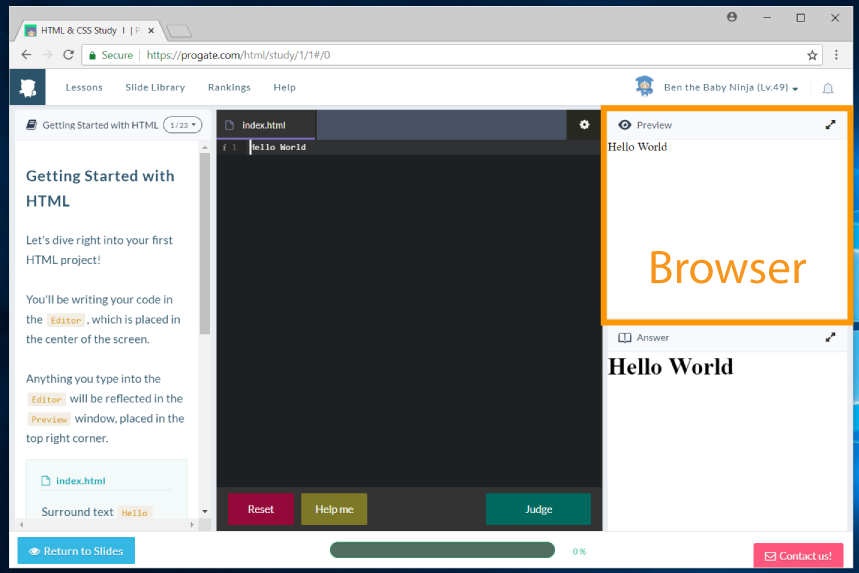 HTML & CSS Study I | P
Secure
https://progate.com/html/study/1/1#/0
Lessons
Slide Library
Rankings
Help
Ben the Baby Ninja (Lv.49)
Getting Started with HTML
1/23
Getting Started with
HTML
Let's dive right into your first
HTML project!
You'll be writing your code in
the Editor , which is placed in
the center of the screen.
Anything you type into the
Editor will be reflected in the
Preview window, placed in the
top right corner.
index.html
Surround text Hello
index.html
i 1 Hello World
Reset
Help me
Judge
Preview
Hello World
Browser
Answer
Hello World
Return to Slides
0%
Contact us!